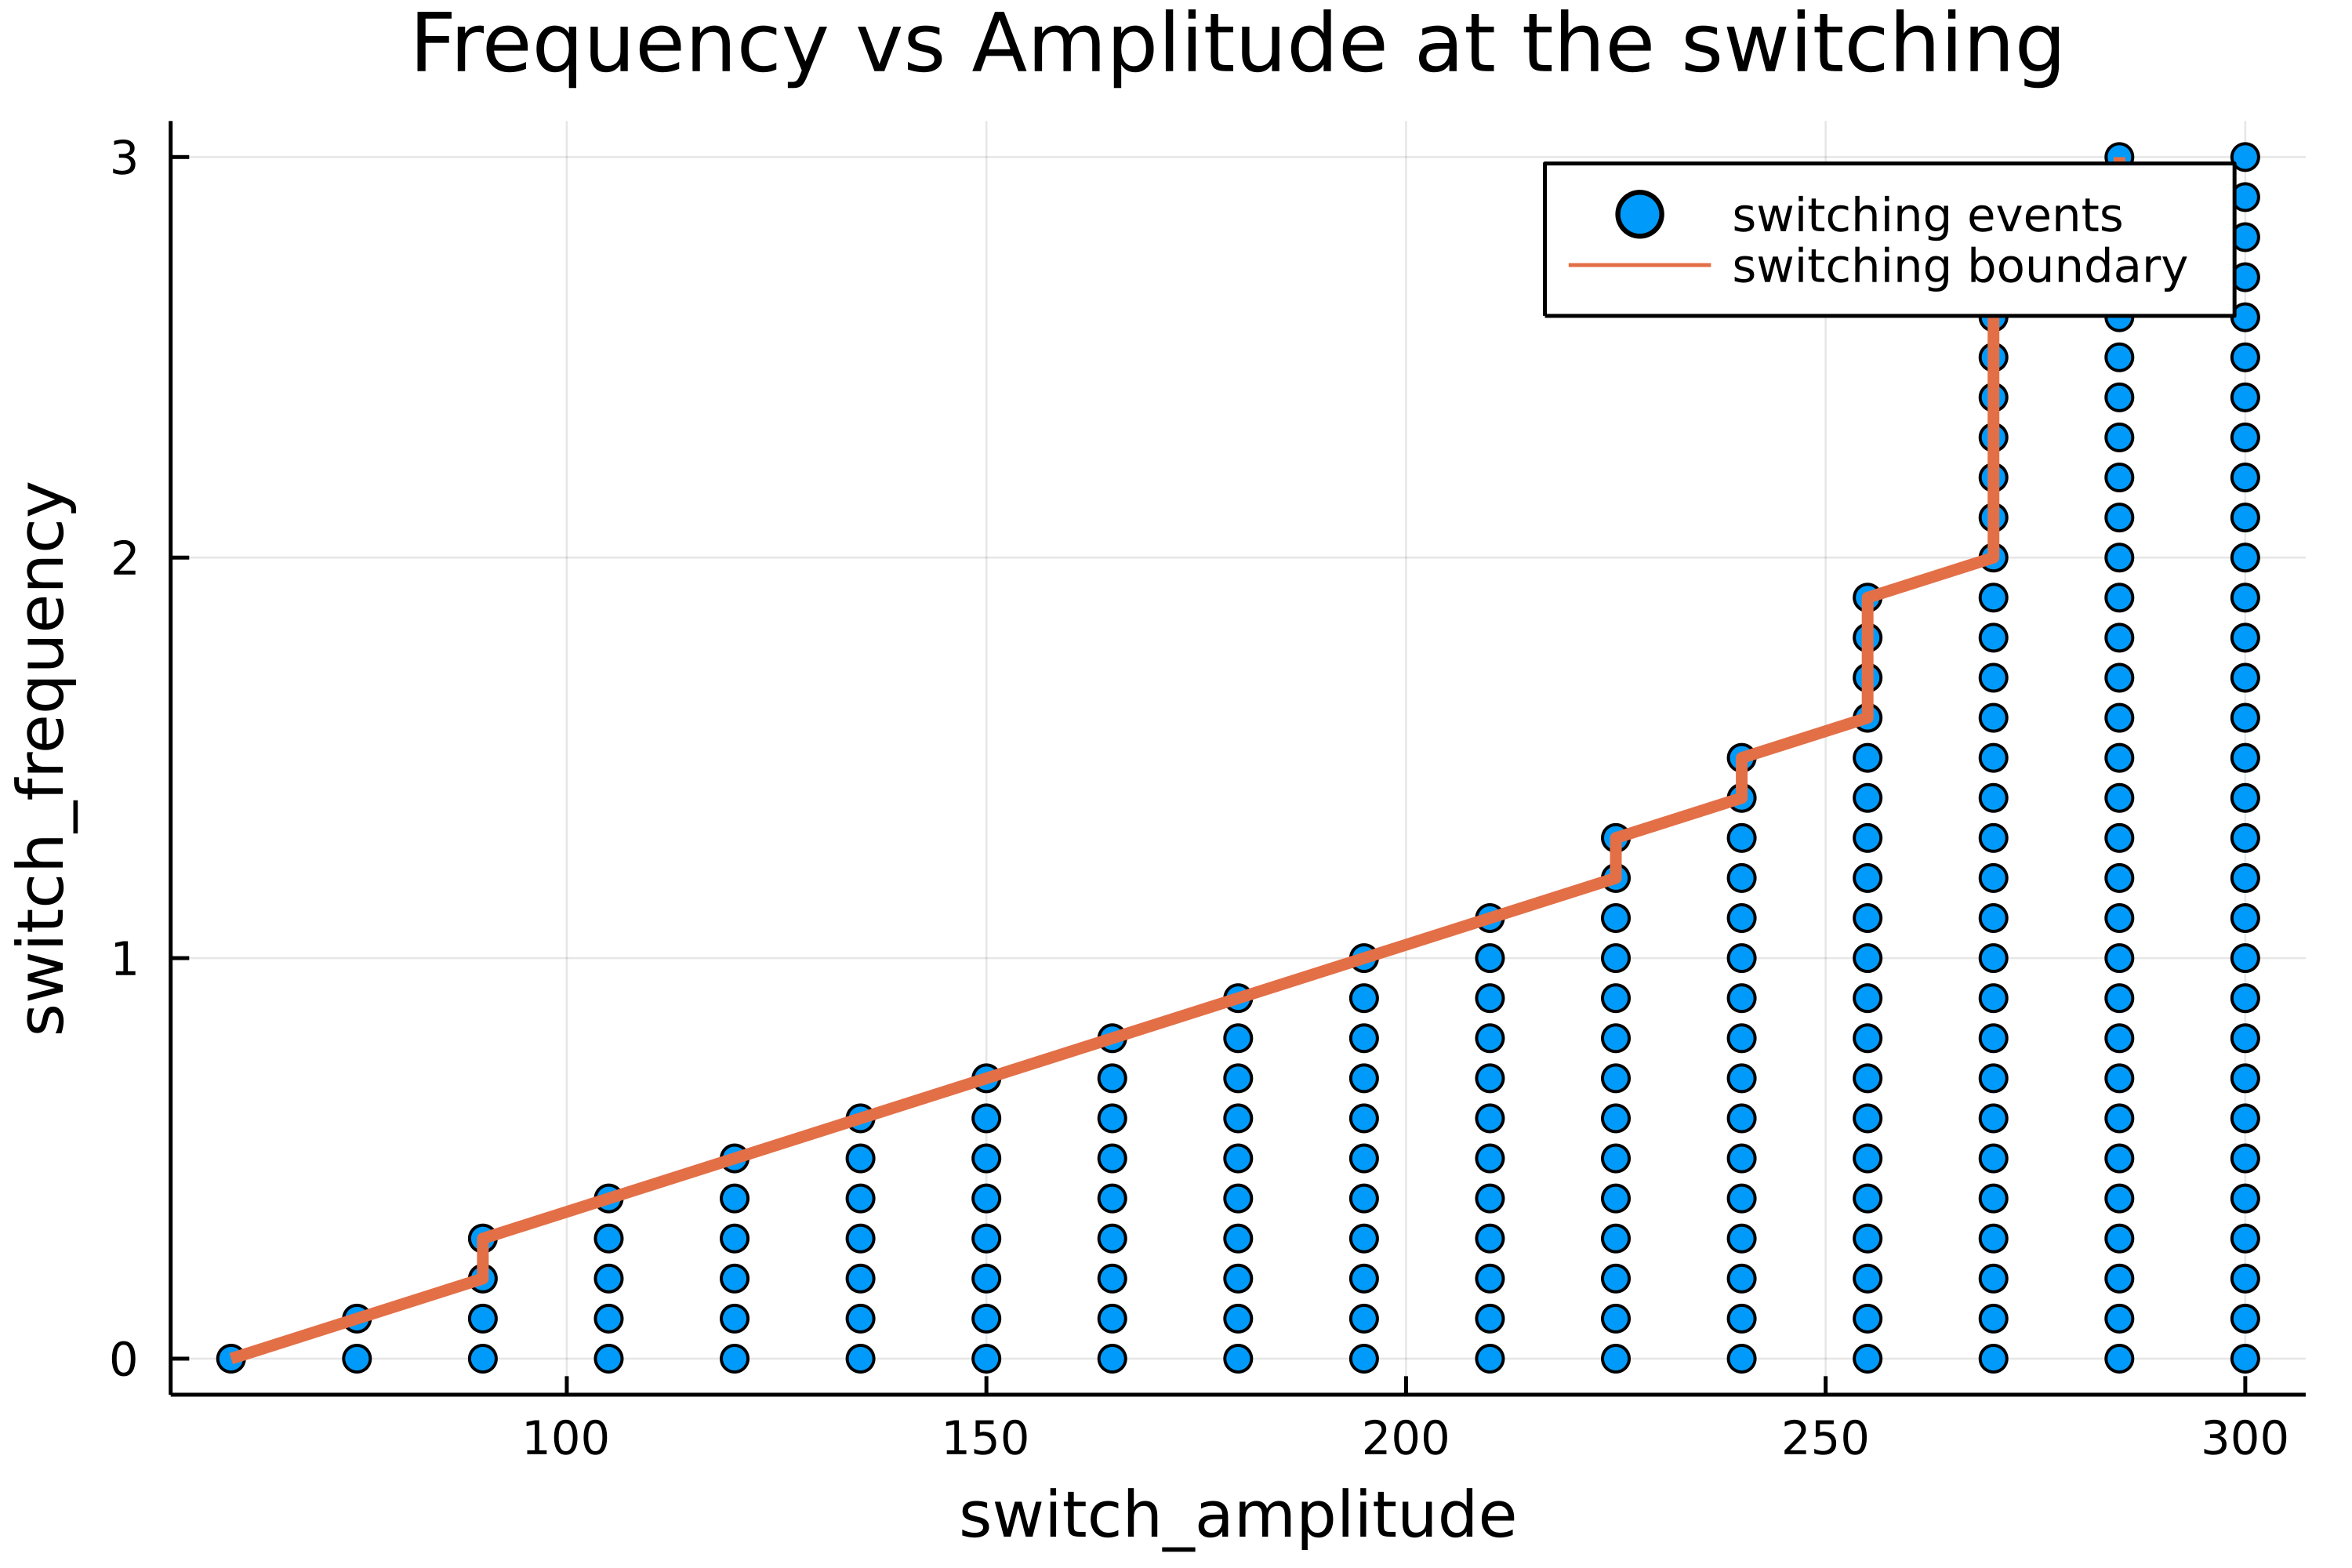 Frequency vs Amplitude at the switching
switching events
switching boundary
switch_frequency
3
2
1
0
100 150 200 250 300
switch_amplitude